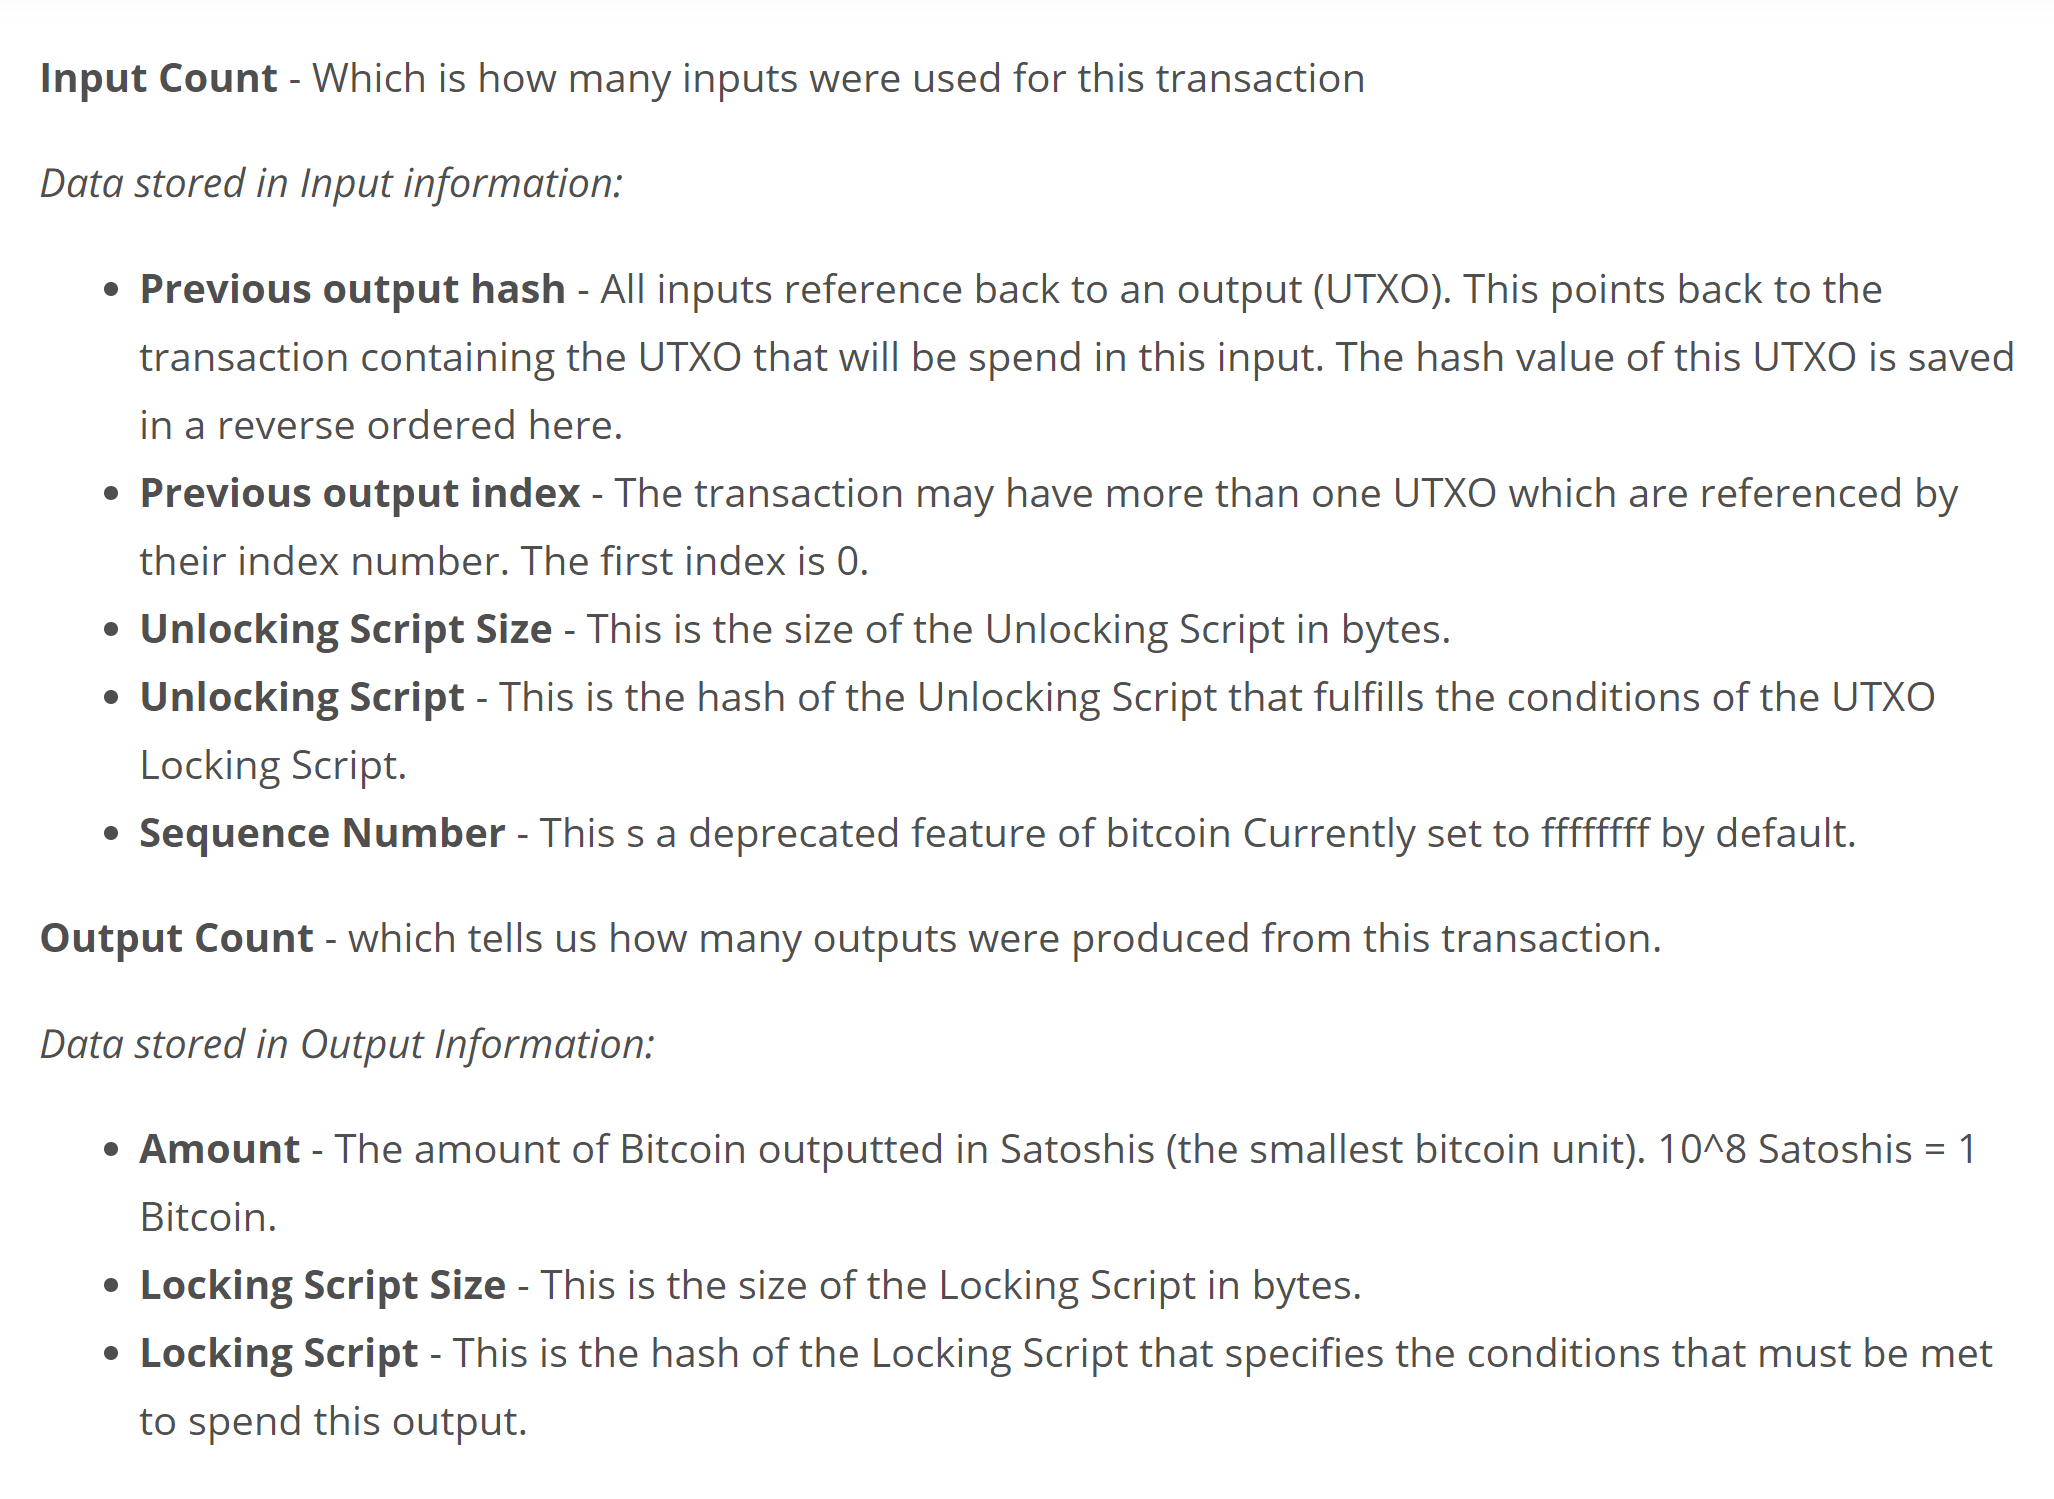 Input Count - Which is how many inputs were used for this transaction
Data stored in Input information:
• Previous output hash - All inputs reference back to an output (UTXO). This points back to the
transaction containing the UTXO that will be spend in this input. The hash value of this UTXO is saved
in a reverse ordered here.
• Previous output index - The transaction may have more than one UTXO which are referenced by
their index number. The first index is 0.
• Unlocking Script Size - This is the size of the Unlocking Script in bytes.
• Unlocking Script - This is the hash of the Unlocking Script that fulfills the conditions of the UTXO
Locking Script.
• Sequence Number - This s a deprecated feature of bitcoin Currently set to ffffffff by default.
Output Count - which tells us how many outputs were produced from this transaction.
Data stored in Output Information:
• Amount - The amount of Bitcoin outputted in Satoshis (the smallest bitcoin unit). 10^8 Satoshis = 1
Bitcoin.
• Locking Script Size - This is the size of the Locking Script in bytes.
• Locking Script - This is the hash of the Locking Script that specifies the conditions that must be met
to spend this output.